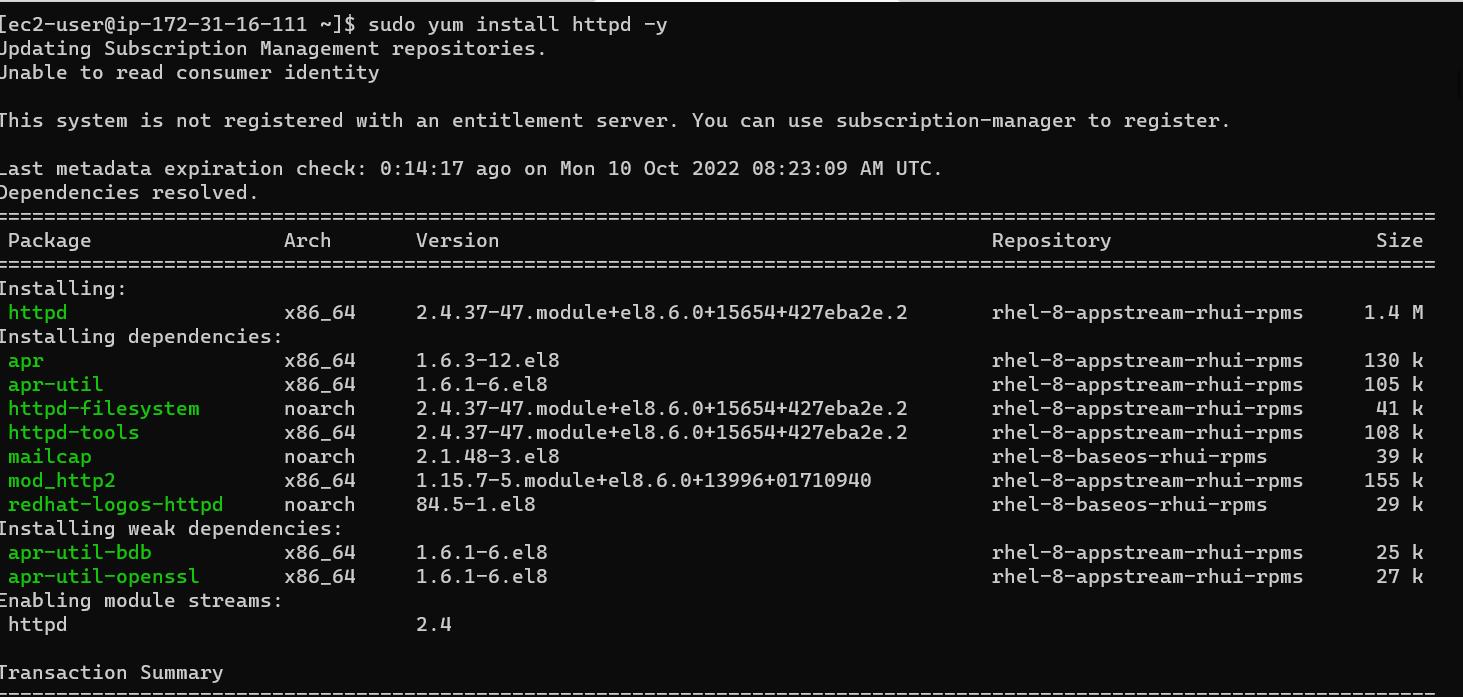 [ec2-user@ip-172-31-16-111 ~]$ sudo yum install httpd -y
Updating Subscription Management repositories.
Unable to read consumer identity
This system is not registered with an entitlement server. You can use subscription-manager to register.
Last metadata expiration check: 0:14:17 ago on Mon 10 Oct 2022 08:23:09 AM UTC.
Dependencies resolved.
========================================================================================================================
Package Arch Version Repository Size
========================================================================================================================
Installing:
httpd x86_64 2.4.37-47.module+el8.6.0+15654+427eba2e.2 rhel-8-appstream-rhui-rpms 1.4 M
Installing dependencies:
apr x86_64 1.6.3-12.el8 rhel-8-appstream-rhui-rpms 130 k
apr-util x86_64 1.6.1-6.el8 rhel-8-appstream-rhui-rpms 105 k
httpd-filesystem noarch 2.4.37-47.module+el8.6.0+15654+427eba2e.2 rhel-8-appstream-rhui-rpms 41 k
httpd-tools x86_64 2.4.37-47.module+el8.6.0+15654+427eba2e.2 rhel-8-appstream-rhui-rpms 108 k
mailcap noarch 2.1.48-3.el8 rhel-8-baseos-rhui-rpms 39 k
mod_http2 x86_64 1.15.7-5.module+el8.6.0+13996+01710940 rhel-8-appstream-rhui-rpms 155 k
redhat-logos-httpd noarch 84.5-1.el8 rhel-8-baseos-rhui-rpms 29 k
Installing weak dependencies:
apr-util-bdb x86_64 1.6.1-6.el8 rhel-8-appstream-rhui-rpms 25 k
apr-util-openssl x86_64 1.6.1-6.el8 rhel-8-appstream-rhui-rpms 27 k
Enabling module streams:
httpd 2.4
Transaction Summary
========================================================================================================================